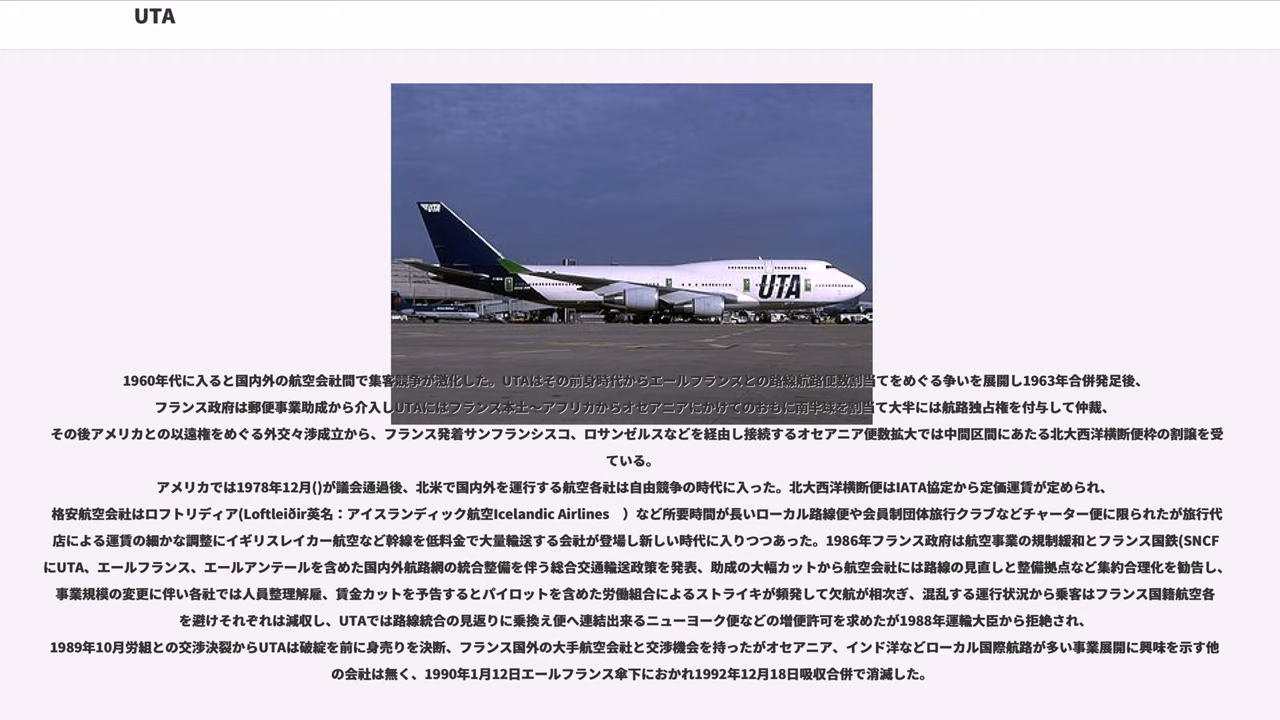 UTA
UTA
UTA
1960年代に入ると国内外の航空会社間で集客競争が激化した。UTAはその前身時代からエールフランスとの路線航路便数割当てをめぐる争いを展開し1963年合併発足後、
フランス政府は郵便事業助成から介入しUTAにはフランス本土～アフリカからオセアニアにかけてのおもに南半球を割当て大半には航路独占権を付与して仲裁、
その後アメリカとの以遠権をめぐる外交々渉成立から、フランス発着サンフランシスコ、ロサンゼルスなどを経由し接続するオセアニア便数拡大では中間区間にあたる北大西洋横断便枠の割譲を受
ている。
アメリカでは1978年12月()が議会通過後、北米で国内外を運行する航空各社は自由競争の時代に入った。北大西洋横断便はIATA協定から定価運賃が定められ、
格安航空会社はロフトリディア(Loftleiðir英名：アイスランディック航空Icelandic Airlines　）など所要時間が長いローカル路線便や会員制団体旅行クラブなどチャーター便に限られたが旅行代
店による運賃の細かな調整にイギリスレイカー航空など幹線を低料金で大量輸送する会社が登場し新しい時代に入りつつあった。1986年フランス政府は航空事業の規制緩和とフランス国鉄(SNCF
にUTA、エールフランス、エールアンテールを含めた国内外航路網の統合整備を伴う総合交通輸送政策を発表、助成の大幅カットから航空会社には路線の見直しと整備拠点など集約合理化を勧告し、
事業規模の変更に伴い各社では人員整理解雇、賃金カットを予告するとパイロットを含めた労働組合によるストライキが頻発して欠航が相次ぎ、混乱する運行状況から乗客はフランス国籍航空各
を避けそれぞれは減収し、UTAでは路線統合の見返りに乗換え便へ連結出来るニューヨーク便などの増便許可を求めたが1988年運輸大臣から拒絶され、
1989年10月労組との交渉決裂からUTAは破綻を前に身売りを決断、フランス国外の大手航空会社と交渉機会を持ったがオセアニア、インド洋などローカル国際航路が多い事業展開に興味を示す他
の会社は無く、1990年1月12日エールフランス傘下におかれ1992年12月18日吸収合併で消滅した。